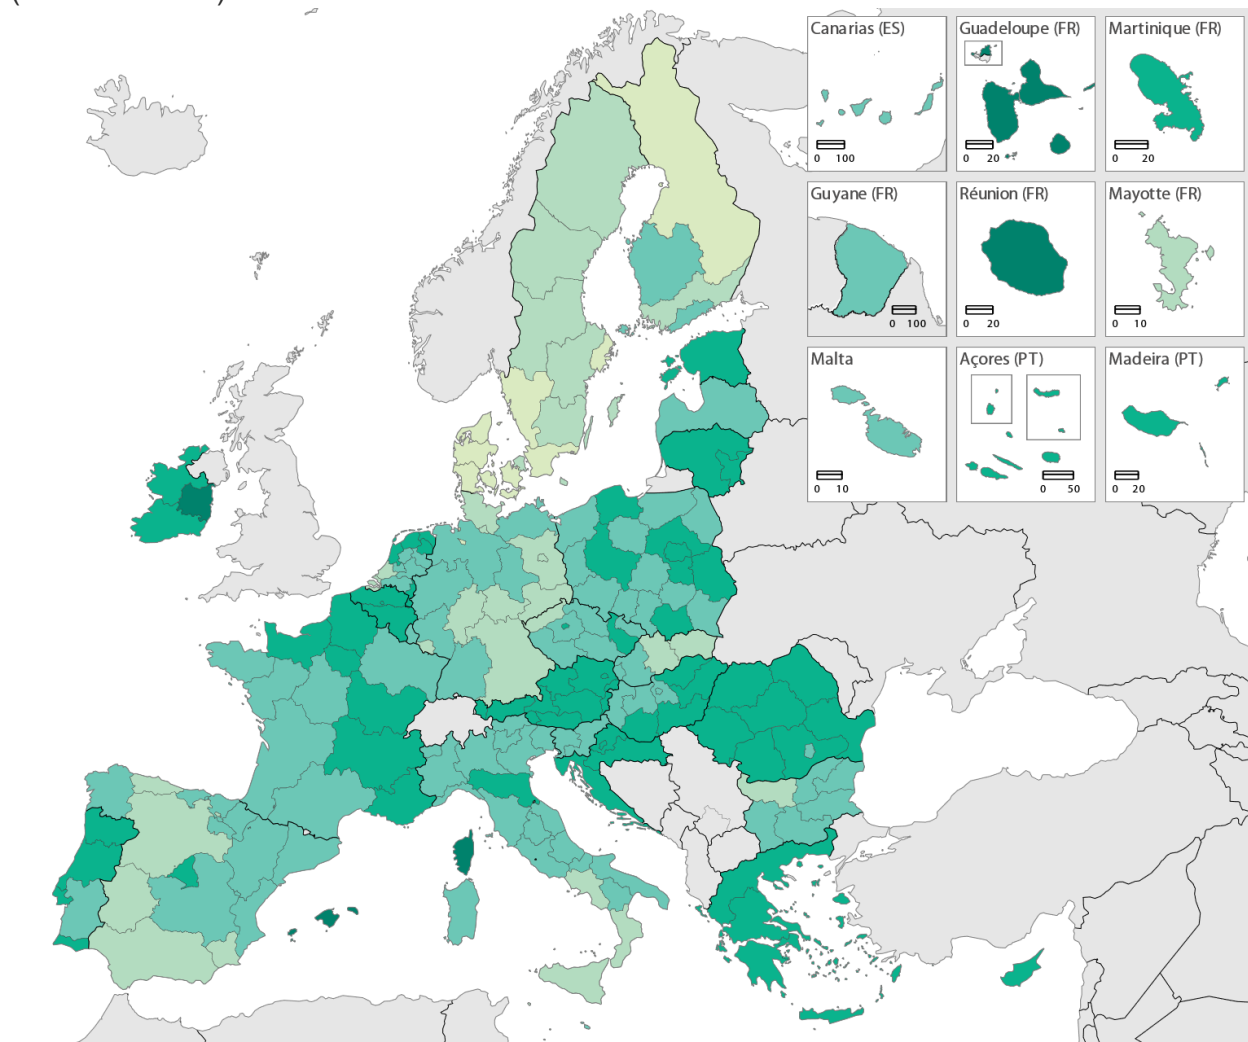 Canarias (ES)
0 100
Guadeloupe (FR)
0 20
Martinique (FR)
0 20
Guyane (FR)
0 100
Réunion (FR)
0 20
Mayotte (FR)
0 10
Malta
0 10
Açores (PT)
0 50
Madeira (PT)
0 20